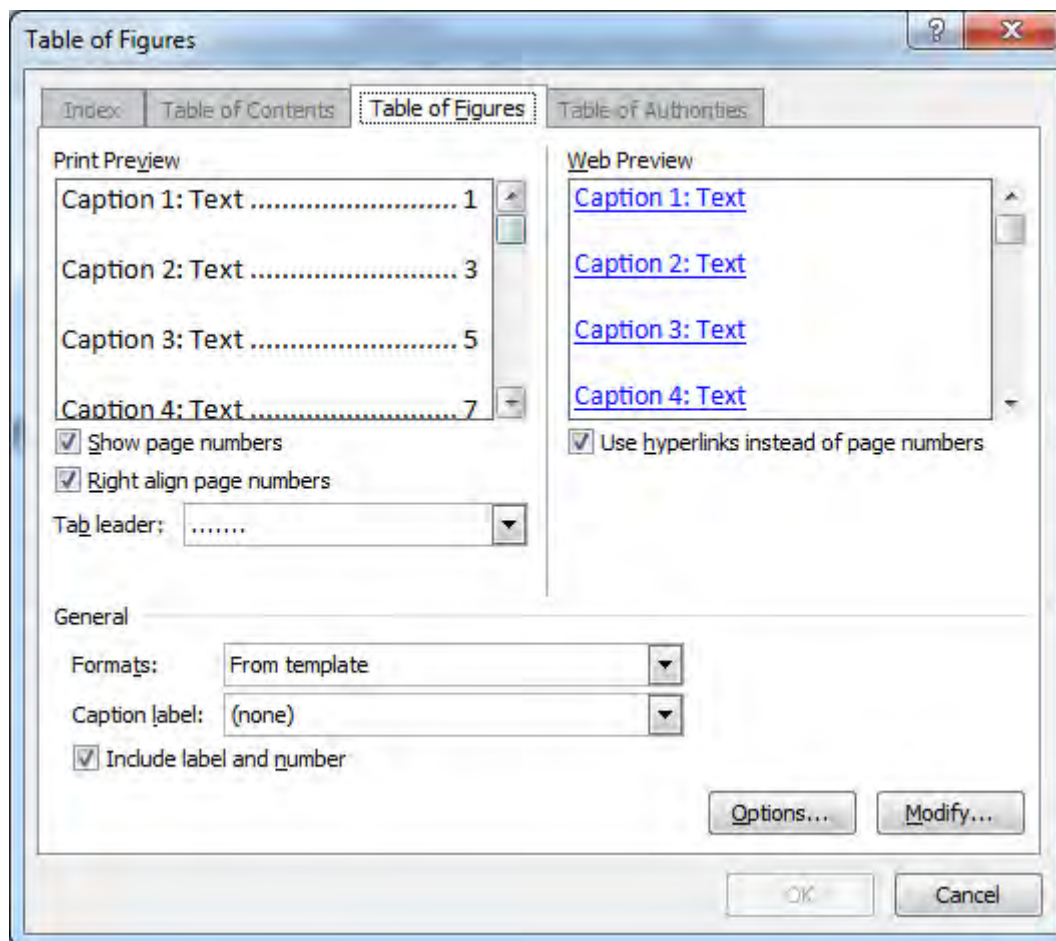 Table of Figures
Index Table of Contents Table of Figures Table of Authorities
Print Preview
Caption 1: Text ............................ 1
Caption 2: Text ............................ 3
Caption 3: Text ............................ 5
Caption 4: Text ............................ 7
Show page numbers
Right align page numbers
Tab leader: .......
Web Preview
Caption 1: Text
Caption 2: Text
Caption 3: Text
Caption 4: Text
Use hyperlinks instead of page numbers
General
Formats: From template
Caption label: (none)
Include label and number
Options... Modify...
OK Cancel